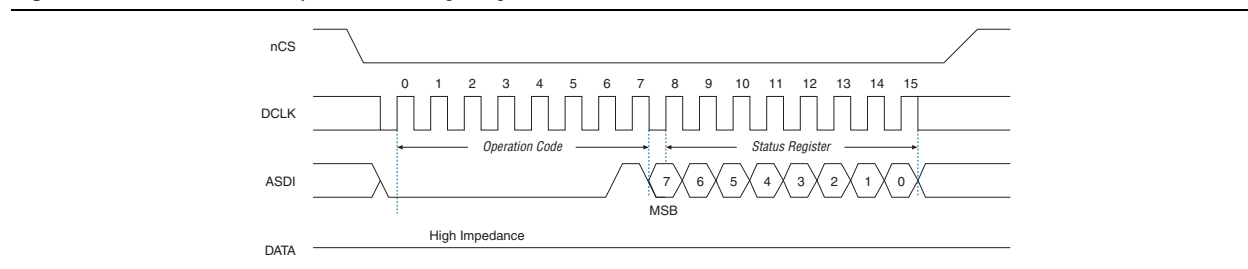 nCS
0 1 2 3 4 5 6 7 8 9 10 11 12 13 14 15
DCLK
Operation Code Status Register
ASDI
7 6 5 4 3 2 1 0
MSB
High Impedance
DATA